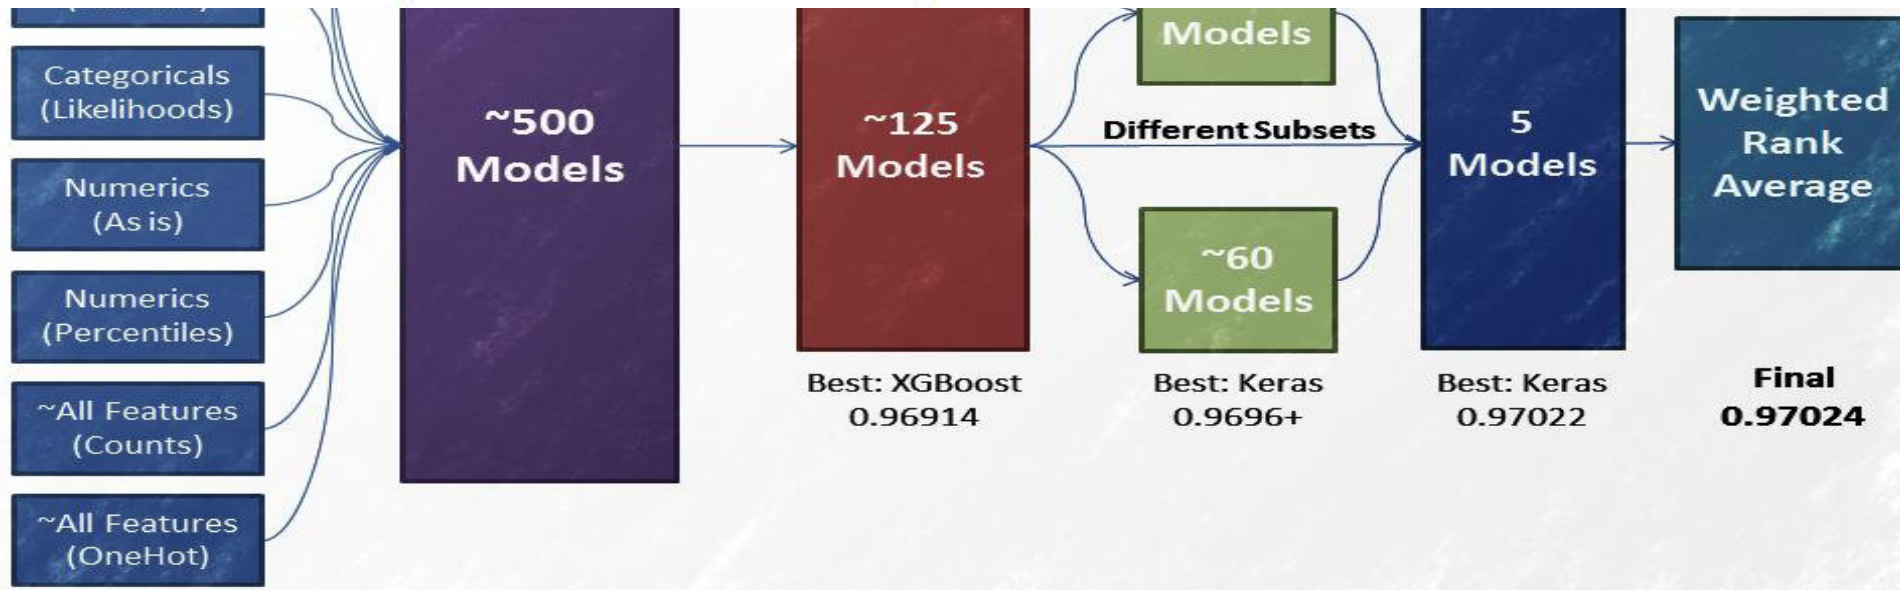 Categoricals
(Likelihoods)
Numerics
(As is)
Numerics
(Percentiles)
~All Features
(Counts)
~All Features
(OneHot)
~500
Models
~125
Models
Best: XGBoost
0.96914
Models
Different Subsets
~60
Models
Best: Keras
0.9696+
5
Models
Best: Keras
0.97022
Weighted
Rank
Average
Final
0.97024